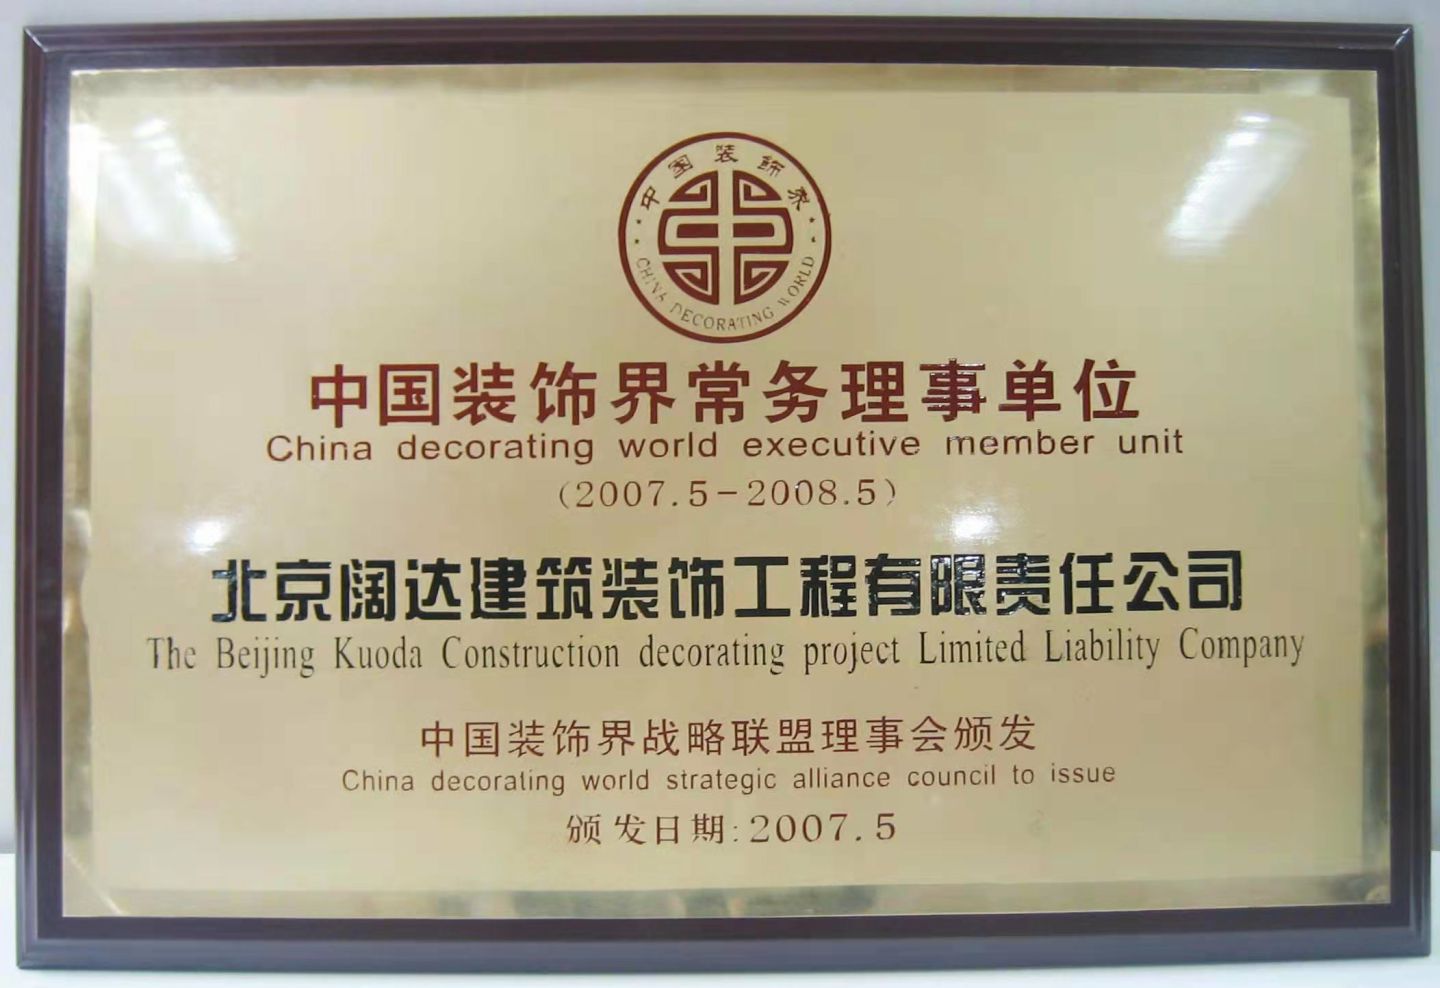 中国装饰界
CHINA DECORATING WORLD
中国装饰界常务理事单位
China decorating world executive member unit
(2007.5-2008.5)
北京阔达建筑装饰工程有限责任公司
The Beijing Kuoda Construction decorating project Limited Liability Company
中国装饰界战略联盟理事会颁发
China decorating world strategic alliance council to issue
颁发日期:2007.5